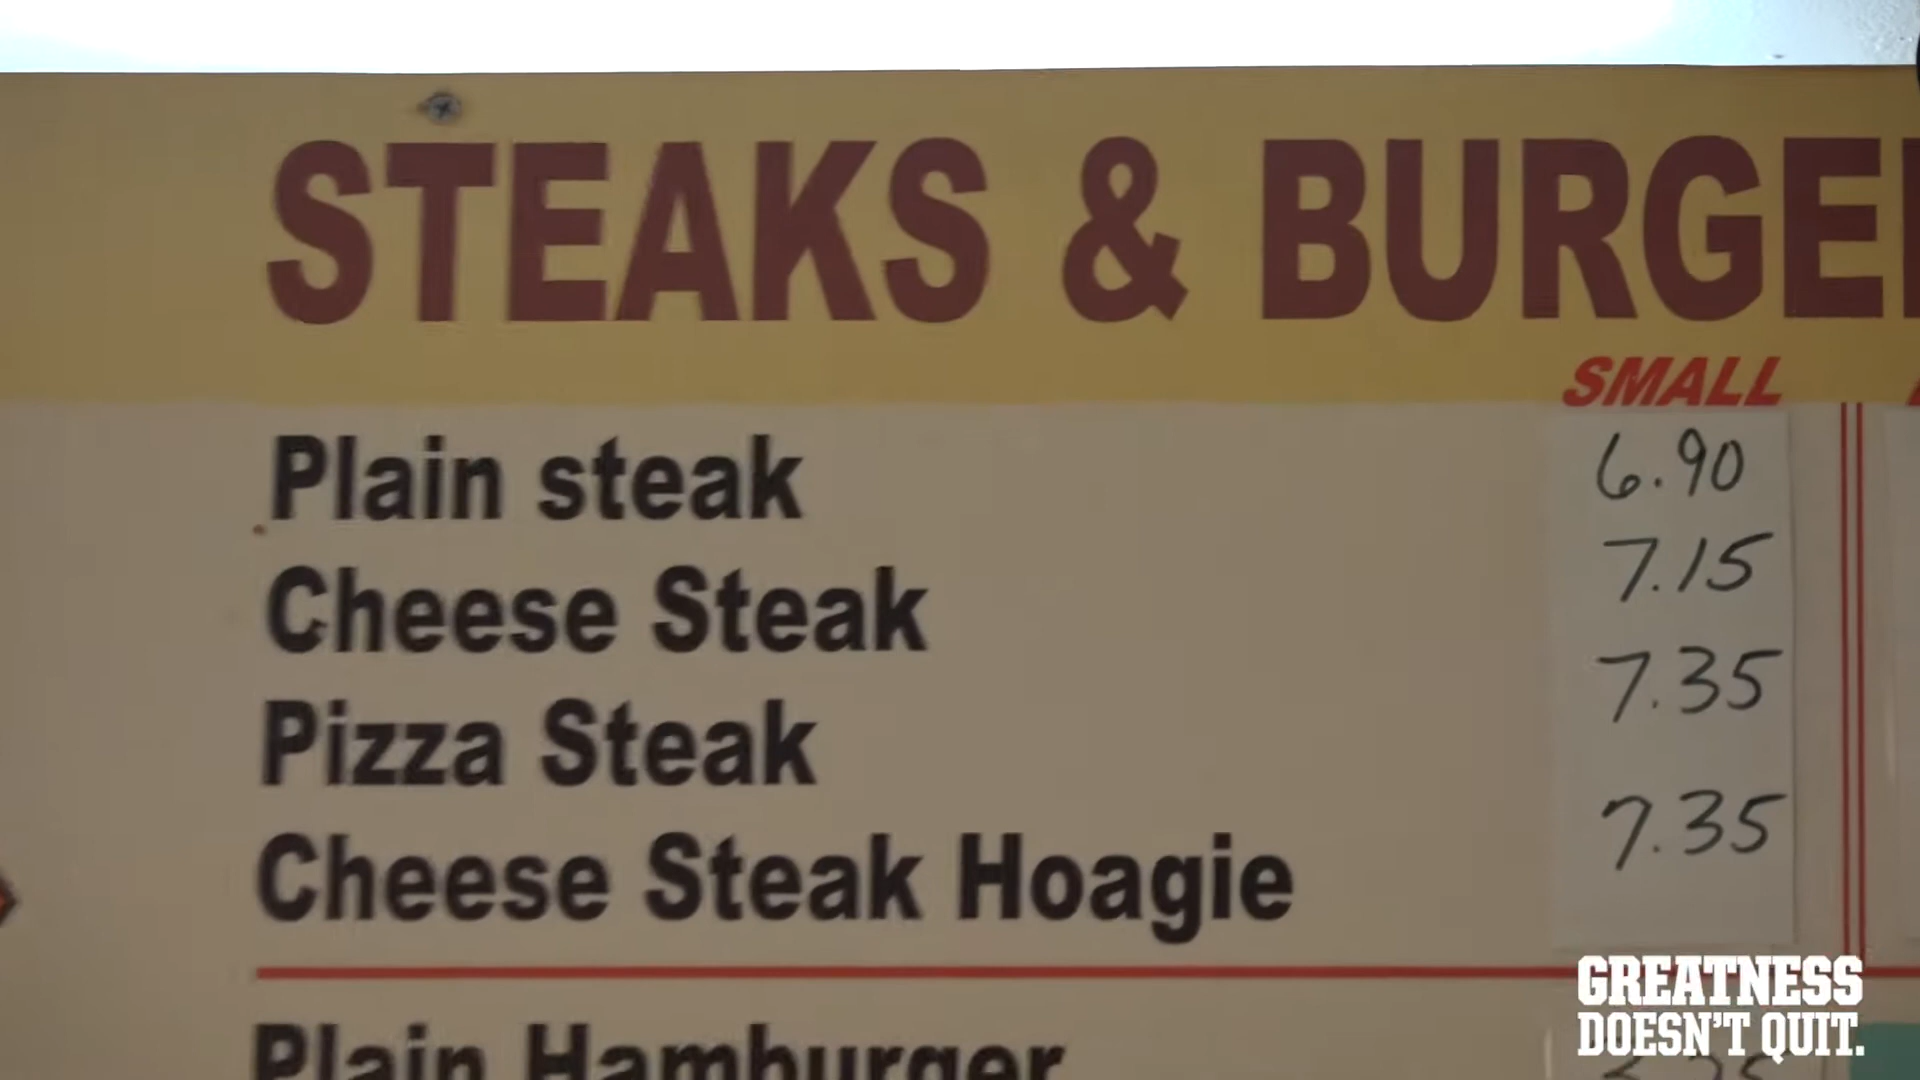 STEAKS & BURGE
SMALL
Plain steak 6.90
Cheese Steak 7.15
Pizza Steak 7.35
Cheese Steak Hoagie 7.35
Plain Hamburger
GREATNESS
DOESN'T QUIT.